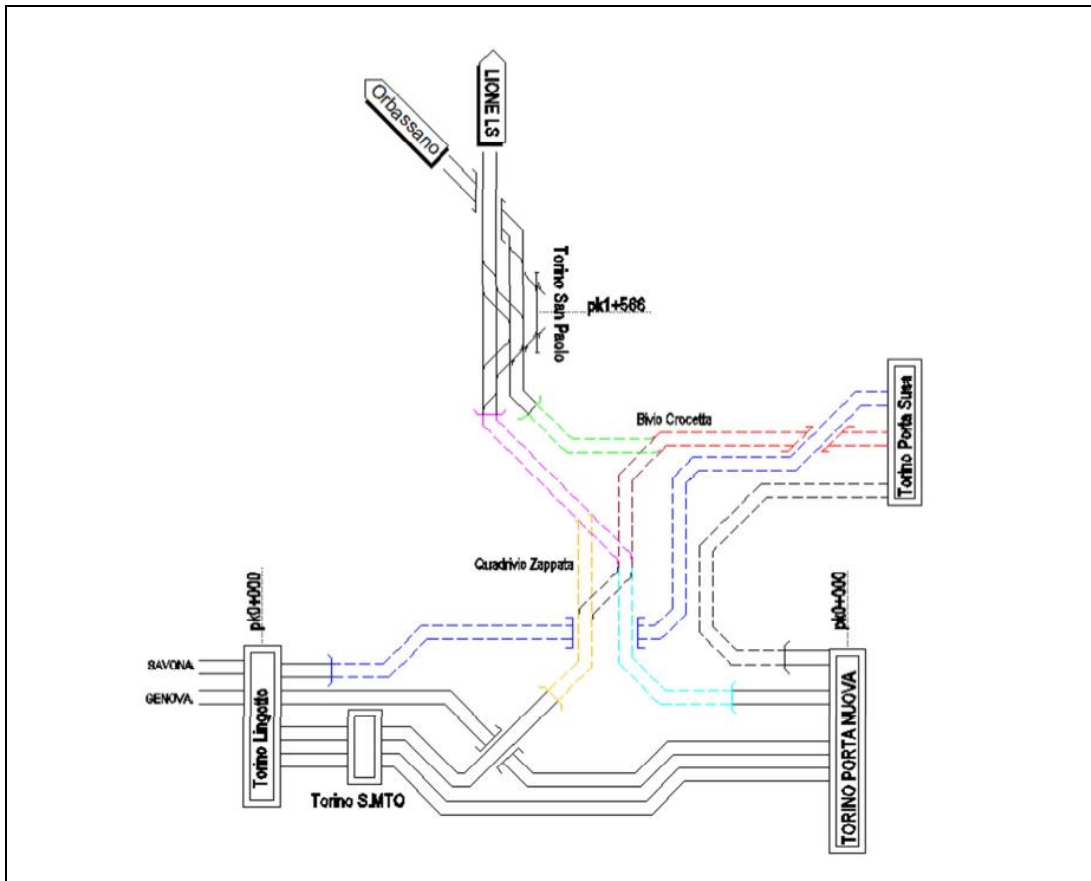 LIONE LS
Orbassano
Torino San Paolo
pk1+566
Bivio Crocetta
Torino Porta Susa
Quadrivio Zappata
pk0+000
pk0+000
SAVONA
GENOVA
Torino Lingotto
Torino S.MTO
TORINO PORTA NUOVA